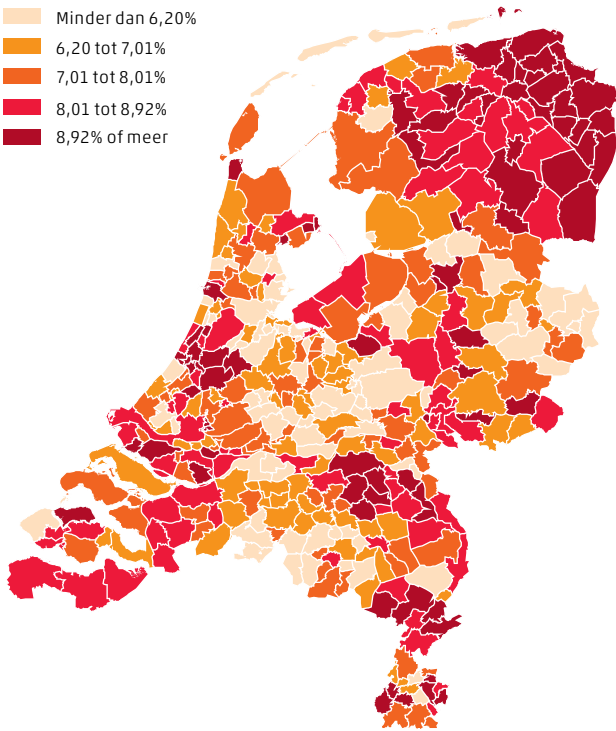 Minder dan 6,20%
6,20 tot 7,01%
7,01 tot 8,01%
8,01 tot 8,92%
8,92% of meer